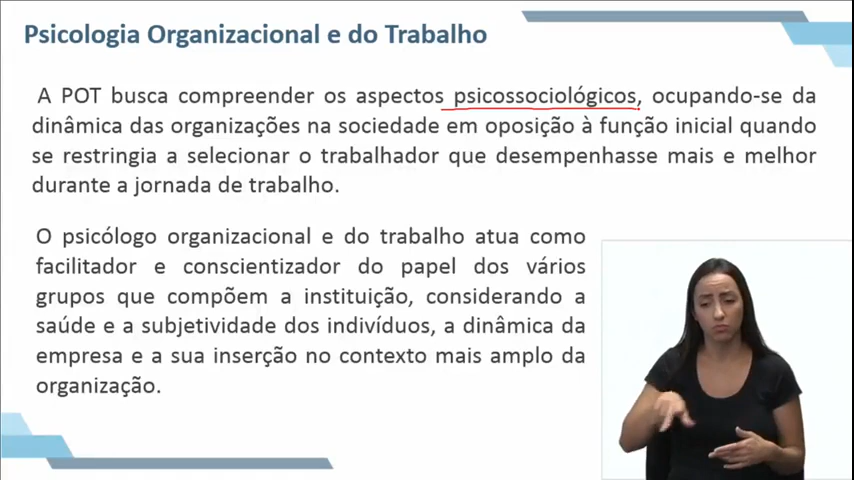 Psicologia Organizacional e do Trabalho
A POT busca compreender os aspectos psicossociológicos, ocupando-se da
dinâmica das organizações na sociedade em oposição à função inicial quando
se restringia a selecionar o trabalhador que desempenhasse mais e melhor
durante a jornada de trabalho.
O psicólogo organizacional e do trabalho atua como
facilitador e conscientizador do papel dos vários
grupos que compõem a instituição, considerando a
saúde e a subjetividade dos indivíduos, a dinâmica da
empresa e a sua inserção no contexto mais amplo da
organização.